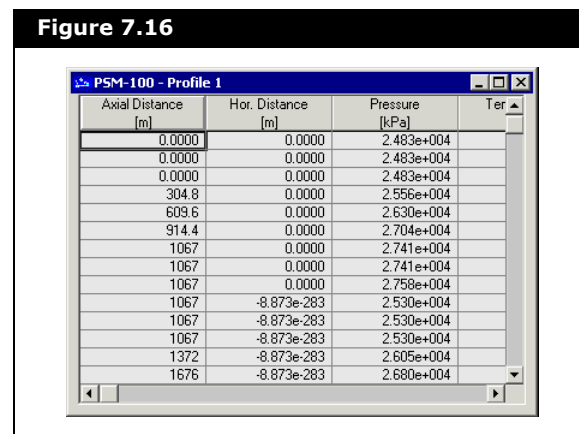 Figure 7.16
PSM-100 - Profile 1
Axial Distance Hor. Distance Pressure Ter
[m] [m] [kPa]
0.0000 0.0000 2.483e+004
0.0000 0.0000 2.483e+004
0.0000 0.0000 2.483e+004
304.8 0.0000 2.556e+004
609.6 0.0000 2.630e+004
914.4 0.0000 2.704e+004
1067 0.0000 2.741e+004
1067 0.0000 2.741e+004
1067 0.0000 2.758e+004
1067 -8.873e-283 2.530e+004
1067 -8.873e-283 2.530e+004
1067 -8.873e-283 2.530e+004
1372 -8.873e-283 2.605e+004
1676 -8.873e-283 2.680e+004